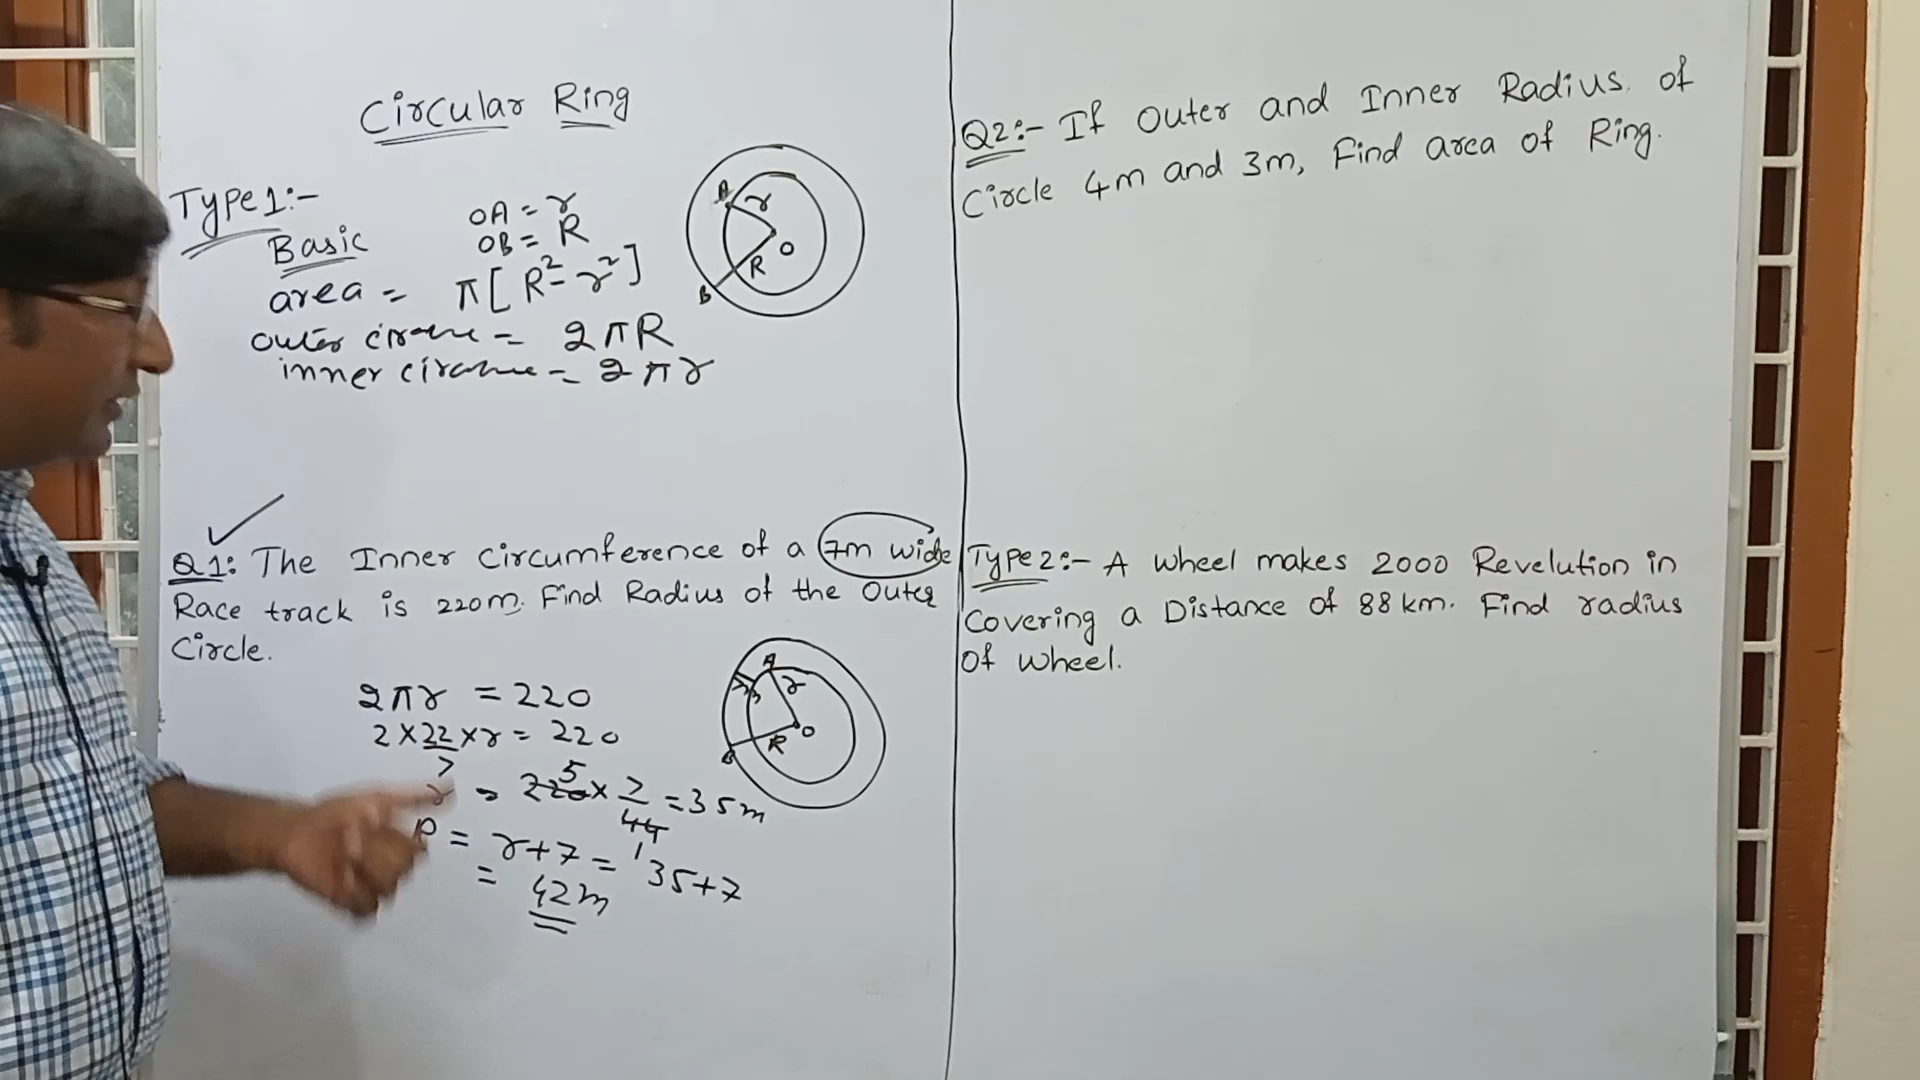 Circular Ring
Type 1:-
Basic
OA = r
OB = R
area = π[R²-r²]
outer = 2πR
inner = 2πr
A
r
O
R
B
Q1: The Inner Circumference of a 7m wide
Race track is 220m. Find Radius of the Outer
Circle.
2πr = 220
2 × 22/7 × r = 220
r = 220 × 7/44 = 35m
5
1
R = r+7 = 35+7
= 42m
A
r
7
O
R
B
Q2:- If Outer and Inner Radius of
Circle 4m and 3m, Find area of Ring.
Type 2:- A wheel makes 2000 Revelution in
Covering a Distance of 88 km. Find radius
Of wheel.